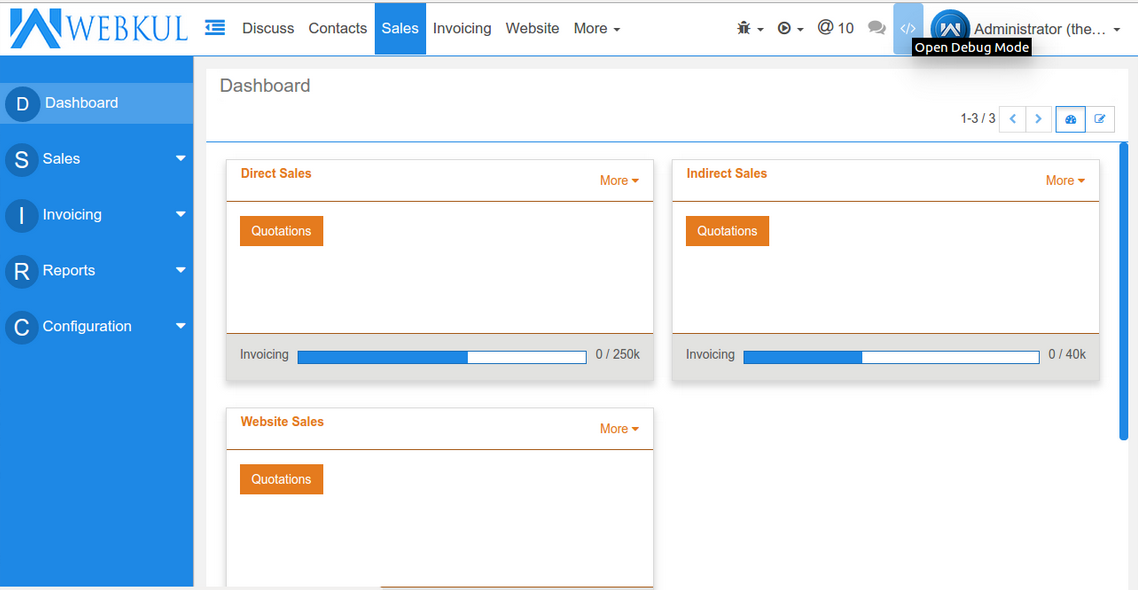 WEBKUL Discuss Contacts Sales Invoicing Website More @ 10 </> Administrator (the...
Open Debug Mode
D Dashboard
S Sales
I Invoicing
R Reports
C Configuration
Dashboard
1-3 / 3
Direct Sales
More
Quotations
Invoicing 0 / 250k
Indirect Sales
More
Quotations
Invoicing 0 / 40k
Website Sales
More
Quotations